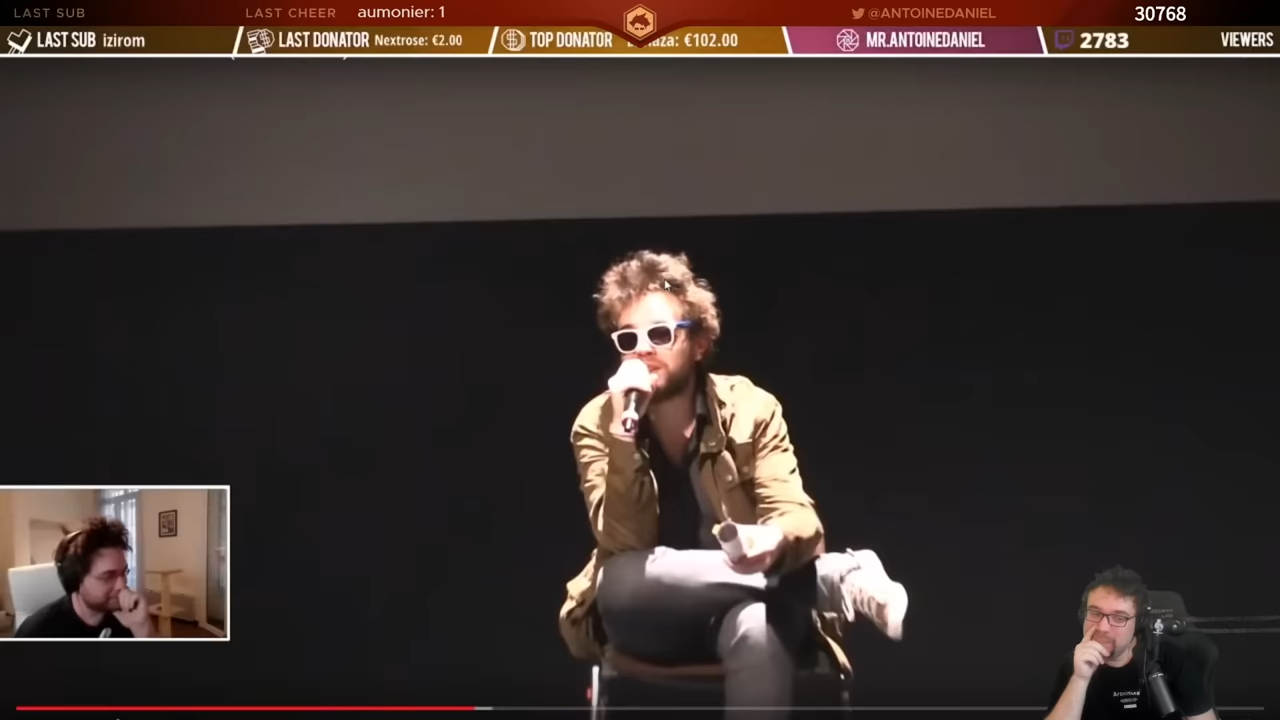 LAST SUB
LAST CHEER aumonier: 1
@ANTOINEDANIEL
30768
LAST SUB izirom
LAST DONATOR Nextrose: €2.00
TOP DONATOR €102.00
MR.ANTOINEDANIEL
2783 VIEWERS